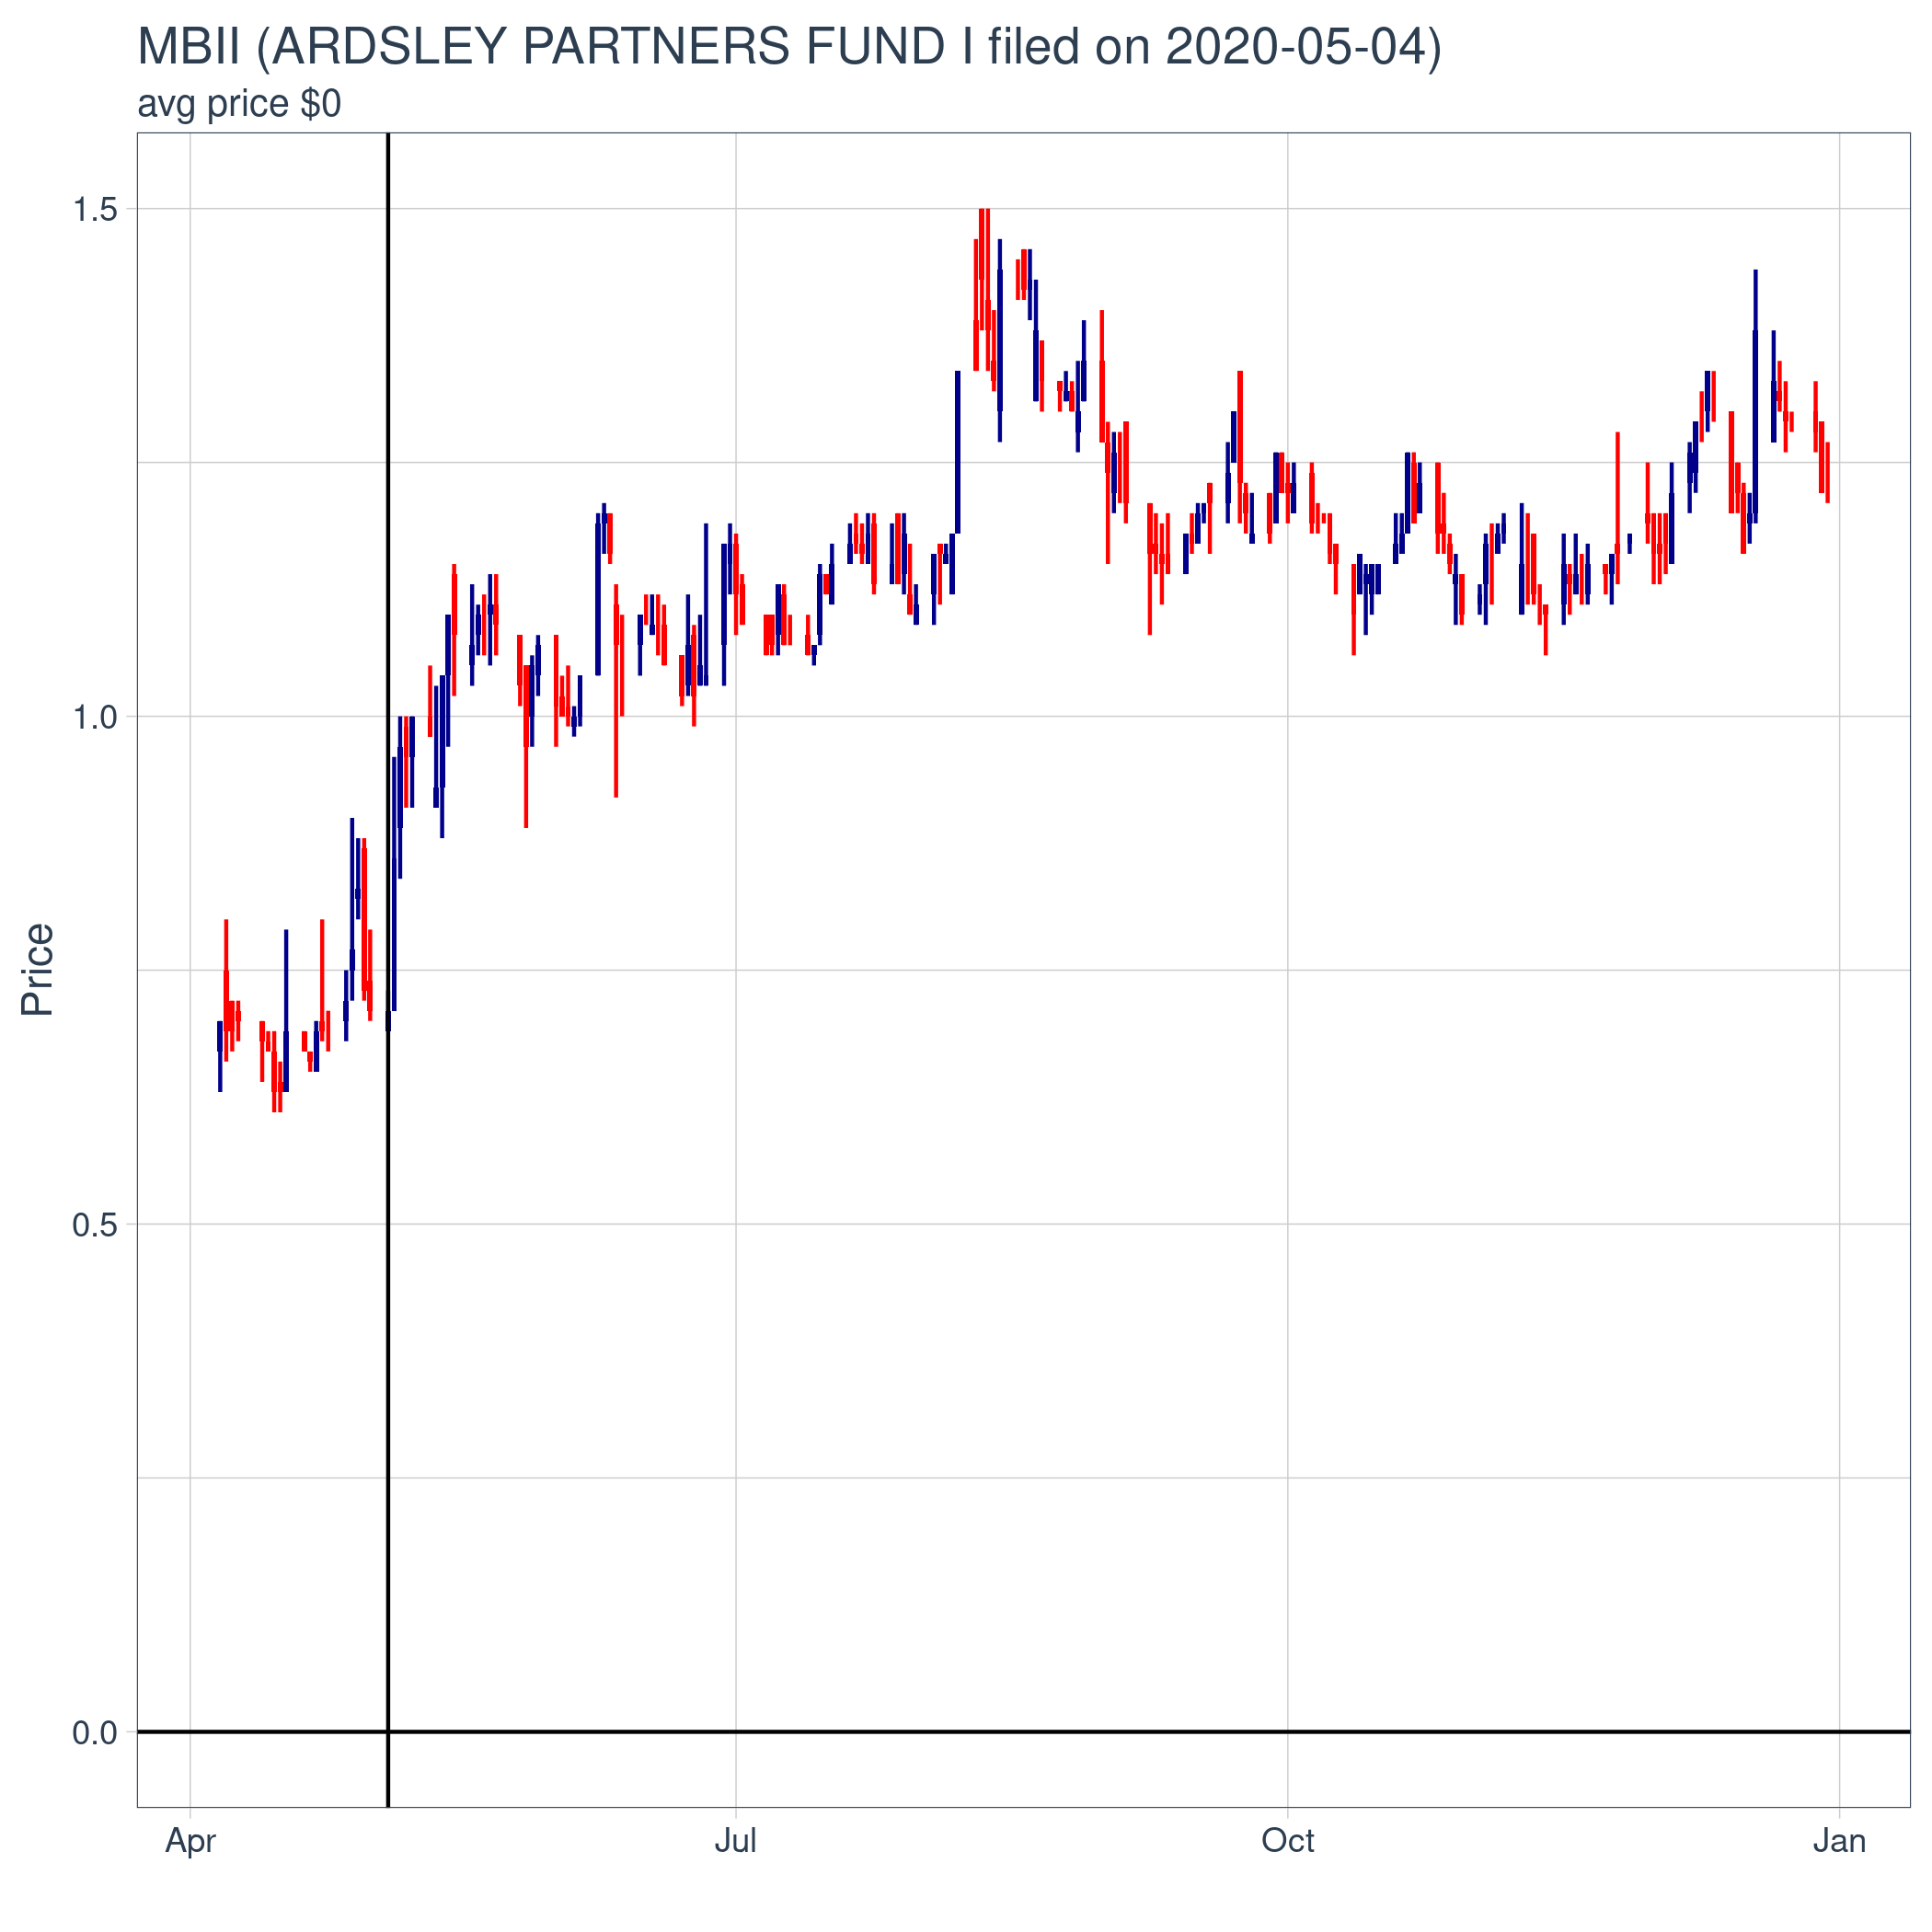 MBII (ARDSLEY PARTNERS FUND I filed on 2020-05-04)
avg price $0
1.5
1.0
0.5
0.0
Price
Apr Jul Oct Jan